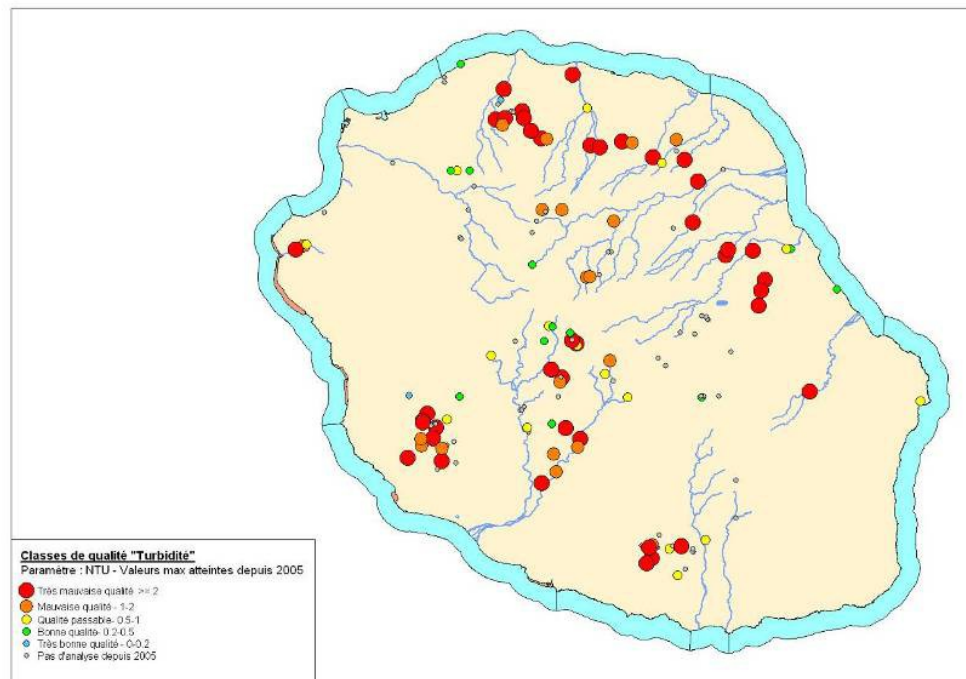 Classes de qualité "Turbidité"
Paramètre : NTU - Valeurs max atteintes depuis 2005
Très mauvaise qualité >= 2
Mauvaise qualité - 1-2
Qualité passable- 0.5-1
Bonne qualité- 0.2-0.5
Très bonne qualité - 0-0.2
Pas d'analyse depuis 2005